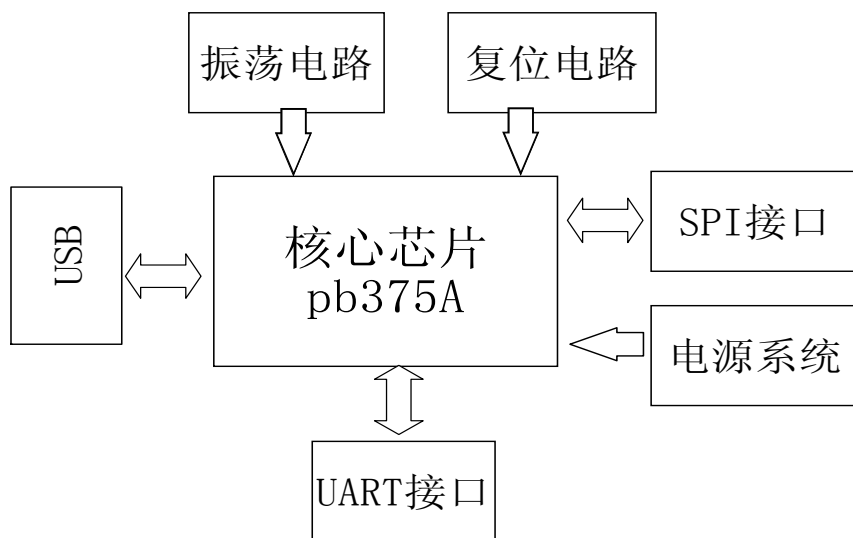 振荡电路
复位电路
USB
核心芯片
pb375A
SPI接口
电源系统
UART接口